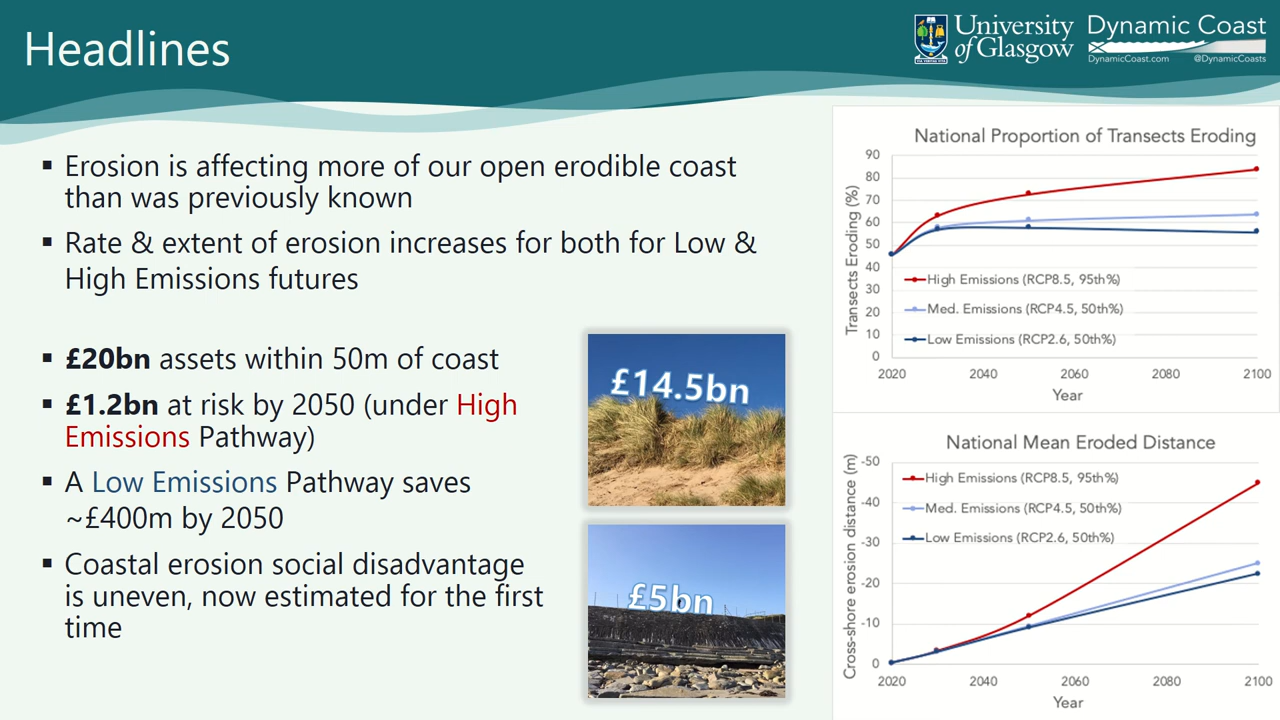 Headlines
University
of Glasgow
Dynamic Coast
DynamicCoast.com @DynamicCoasts
▪ Erosion is affecting more of our open erodible coast
than was previously known
▪ Rate & extent of erosion increases for both for Low &
High Emissions futures
▪ £20bn assets within 50m of coast
▪ £1.2bn at risk by 2050 (under High
Emissions Pathway)
▪ A Low Emissions Pathway saves
~£400m by 2050
▪ Coastal erosion social disadvantage
is uneven, now estimated for the first
time
£14.5bn
£5bn
National Proportion of Transects Eroding
Transects Eroding (%)
90
80
70
60
50
40
30
20
10
0
High Emissions (RCP8.5, 95th%)
Med. Emissions (RCP4.5, 50th%)
Low Emissions (RCP2.6, 50th%)
2020 2040 2060 2080 2100
Year
National Mean Eroded Distance
Cross-shore erosion distance (m)
-50
-40
-30
-20
-10
0
High Emissions (RCP8.5, 95th%)
Med. Emissions (RCP4.5, 50th%)
Low Emissions (RCP2.6, 50th%)
2020 2040 2060 2080 2100
Year